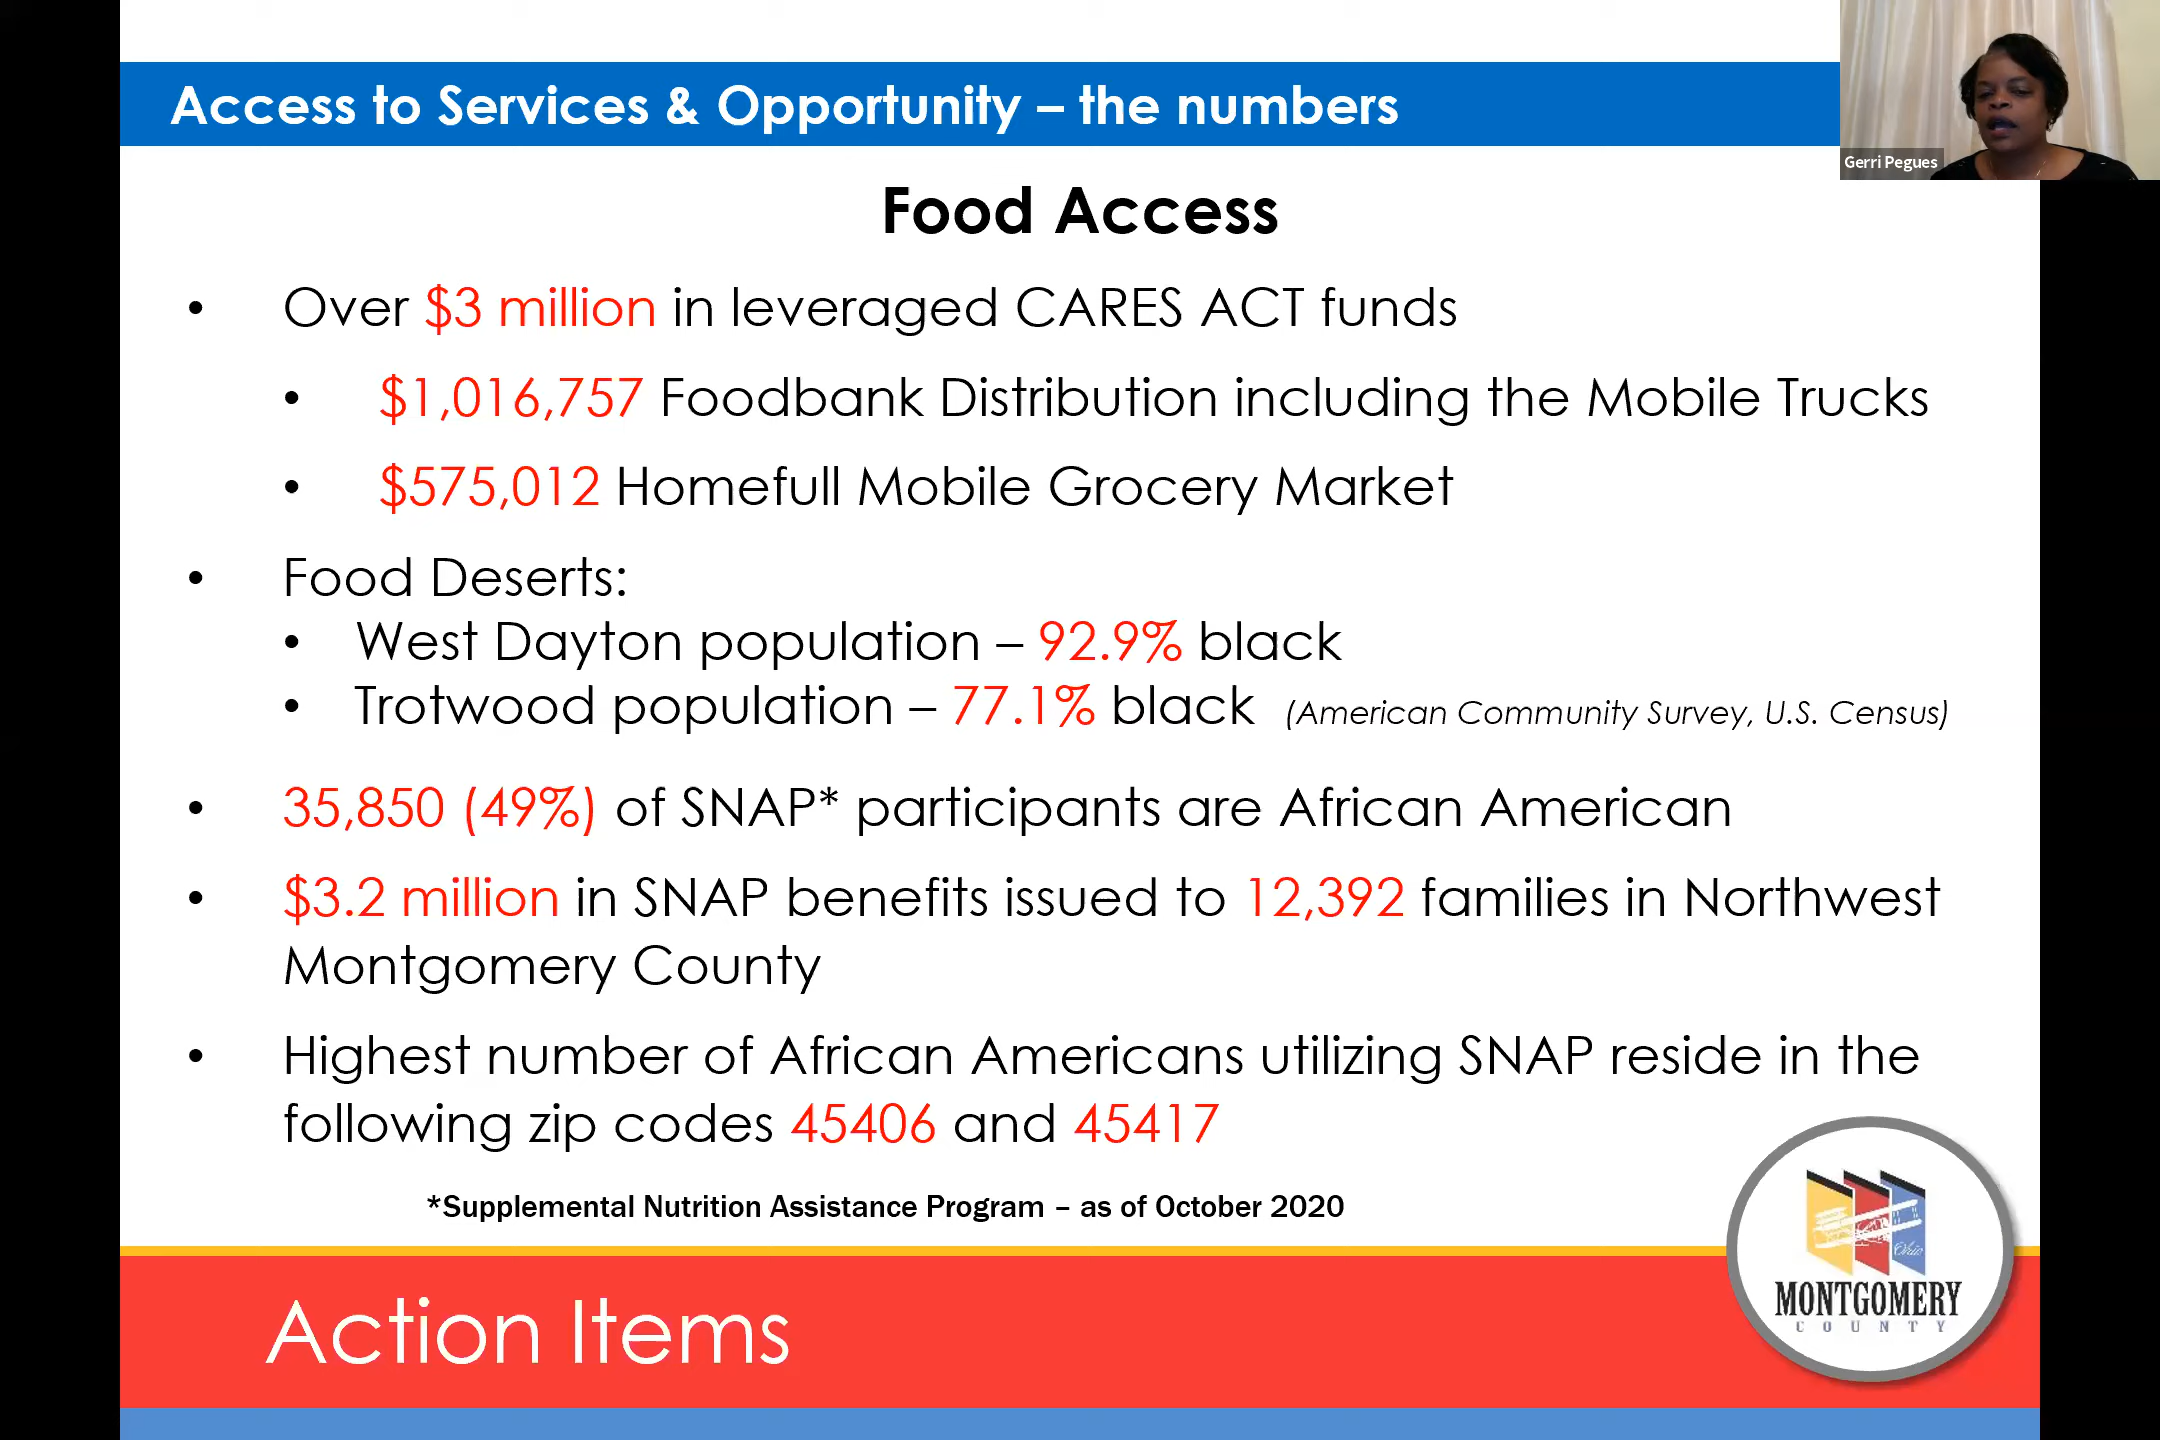 Access to Services & Opportunity – the numbers
Gerri Pegues
Food Access
• Over $3 million in leveraged CARES ACT funds
• $1,016,757 Foodbank Distribution including the Mobile Trucks
• $575,012 Homefull Mobile Grocery Market
• Food Deserts:
• West Dayton population – 92.9% black
• Trotwood population – 77.1% black (American Community Survey, U.S. Census)
• 35,850 (49%) of SNAP* participants are African American
• $3.2 million in SNAP benefits issued to 12,392 families in Northwest
Montgomery County
• Highest number of African Americans utilizing SNAP reside in the
following zip codes 45406 and 45417
*Supplemental Nutrition Assistance Program – as of October 2020
Action Items
Ohio
MONTGOMERY
COUNTY